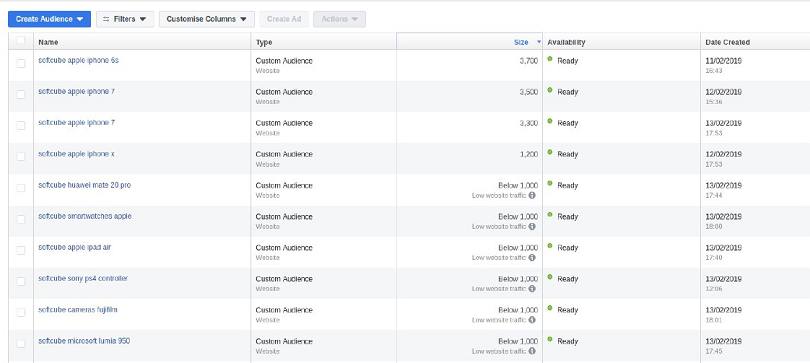 Create Audience Filters Customise Columns Create Ad Actions
Name Type Size Availability Date Created
softcube apple iphone 6s Custom Audience 3,700 Ready 11/02/2019
Website 16:43
softcube apple iphone 7 Custom Audience 3,500 Ready 12/02/2019
Website 15:36
softcube apple iphone 7 Custom Audience 3,300 Ready 13/02/2019
Website 17:53
softcube apple iphone x Custom Audience 1,200 Ready 12/02/2019
Website 17:53
softcube huawei mate 20 pro Custom Audience Below 1,000 Ready 13/02/2019
Website Low website traffic 17:44
softcube smartwatches apple Custom Audience Below 1,000 Ready 13/02/2019
Website Low website traffic 18:00
softcube apple ipad air Custom Audience Below 1,000 Ready 13/02/2019
Website Low website traffic 17:40
softcube sony ps4 controller Custom Audience Below 1,000 Ready 13/02/2019
Website Low website traffic 12:06
softcube cameras fujifilm Custom Audience Below 1,000 Ready 13/02/2019
Website Low website traffic 18:01
softcube microsoft lumia 950 Custom Audience Below 1,000 Ready 13/02/2019
Website Low website traffic 17:45